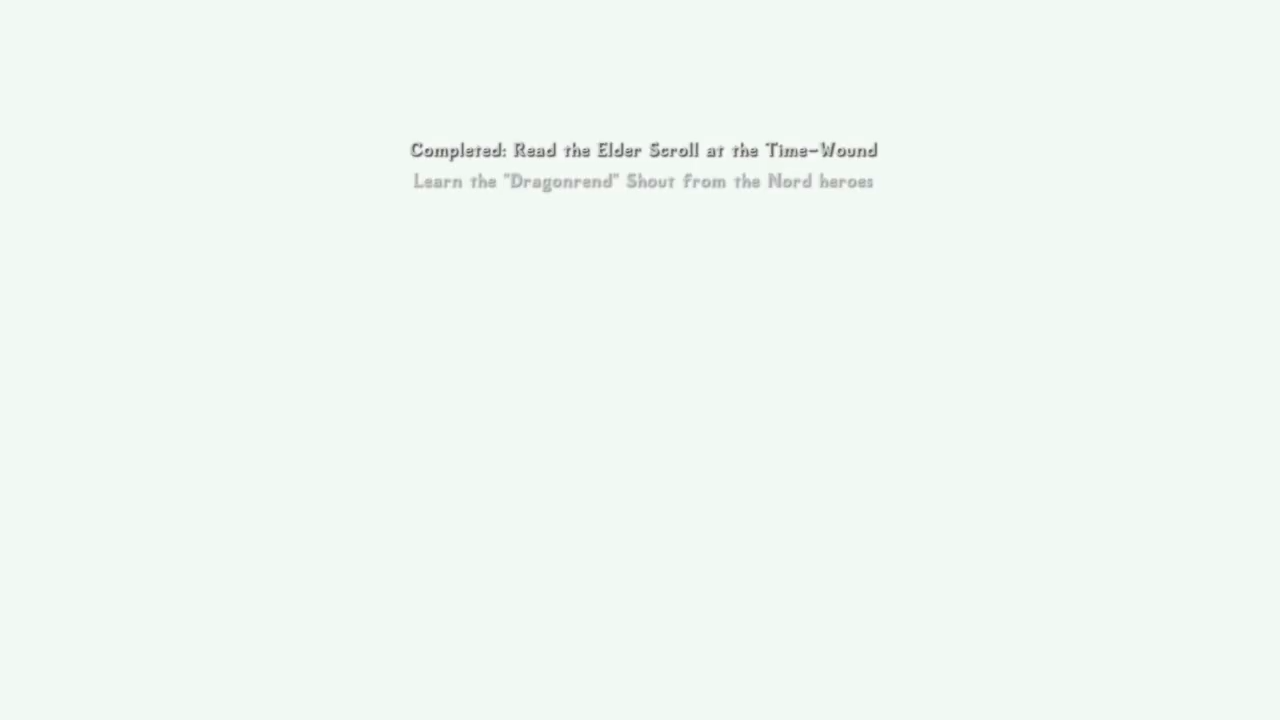 Completed: Read the Elder Scroll at the Time-Wound
Learn the "Dragonrend" Shout from the Nord heroes